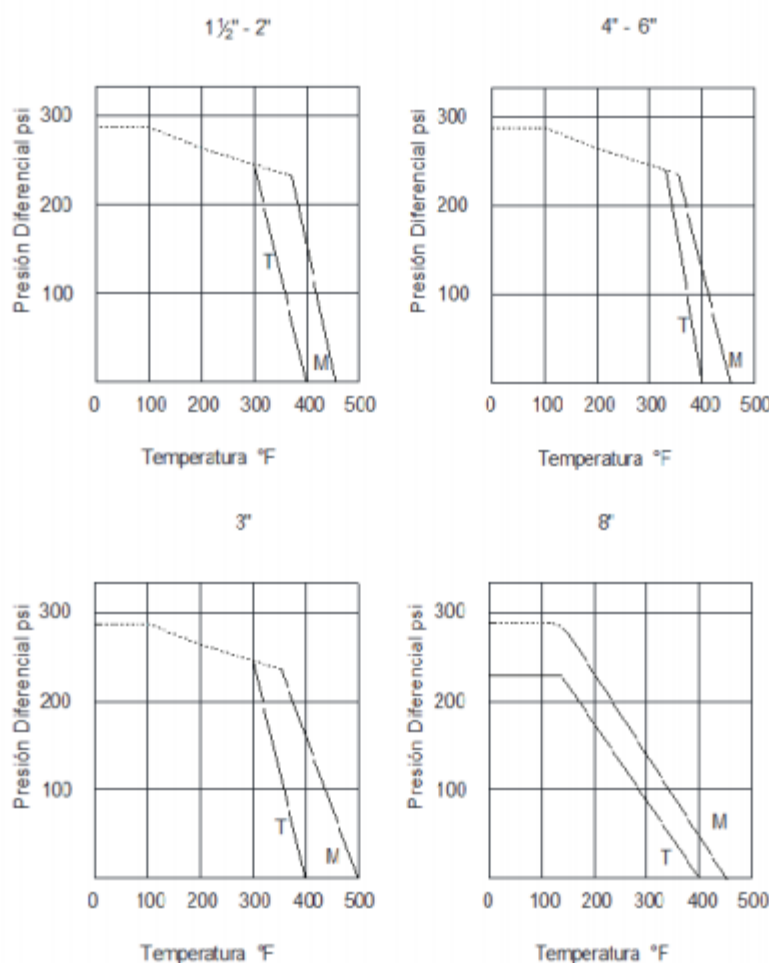 1 ½" - 2"
4" - 6"
Presión Diferencial psi
300
200
100
T
M
0 100 200 300 400 500
Temperatura °F
Presión Diferencial psi
300
200
100
T
M
0 100 200 300 400 500
Temperatura °F
3"
8"
Presión Diferencial psi
300
200
100
T
M
0 100 200 300 400 500
Temperatura °F
Presión Diferencial psi
300
200
100
M
T
0 100 200 300 400 500
Temperatura °F